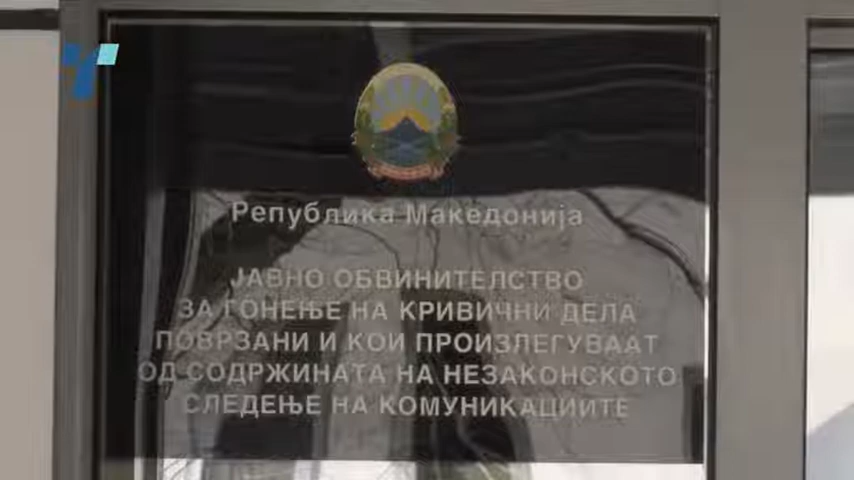 Република Македонија
ЈАВНО ОБВИНИТЕЛСТВО
ЗА ГОНЕЊЕ НА КРИВИЧНИ ДЕЛА
ПОВРЗАНИ И КОИ ПРОИЗЛЕГУВААТ
ОД СОДРЖИНАТА НА НЕЗАКОНСКОТО
СЛЕДЕЊЕ НА КОМУНИКАЦИИТЕ